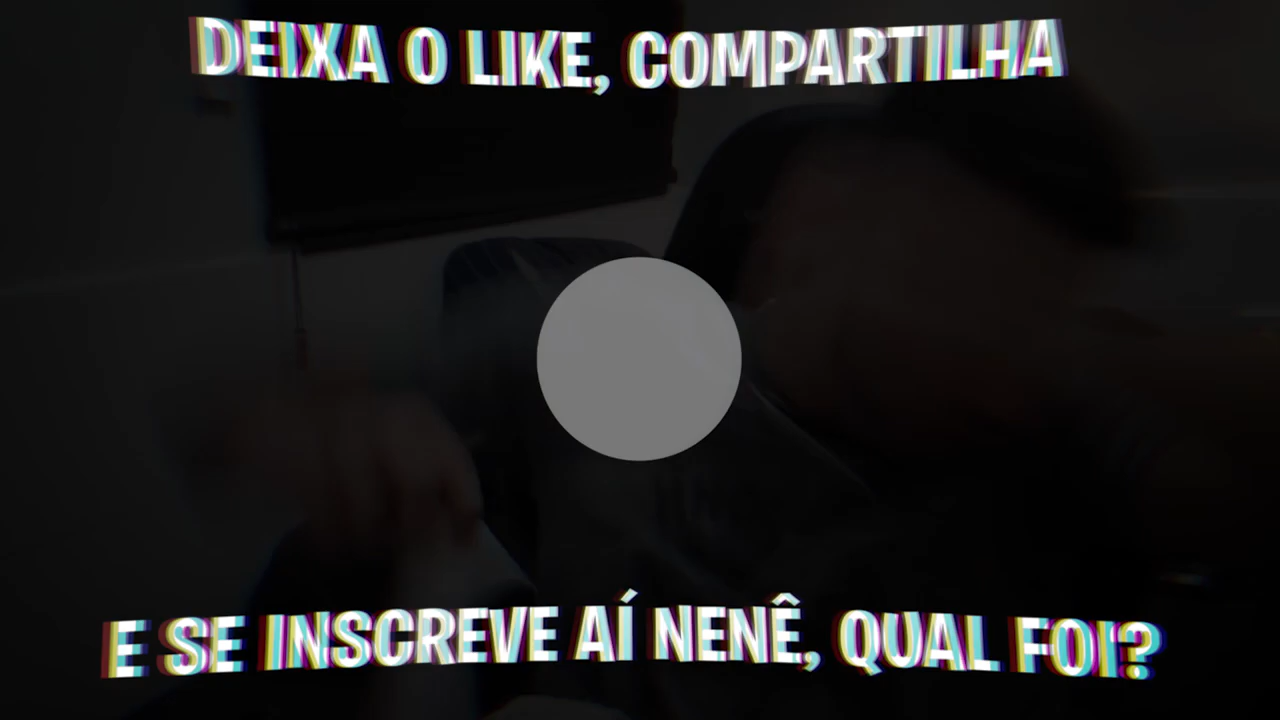 DEIXA O LIKE, COMPARTILHA
E SE INSCREVE AÍ NENÊ, QUAL FOI?